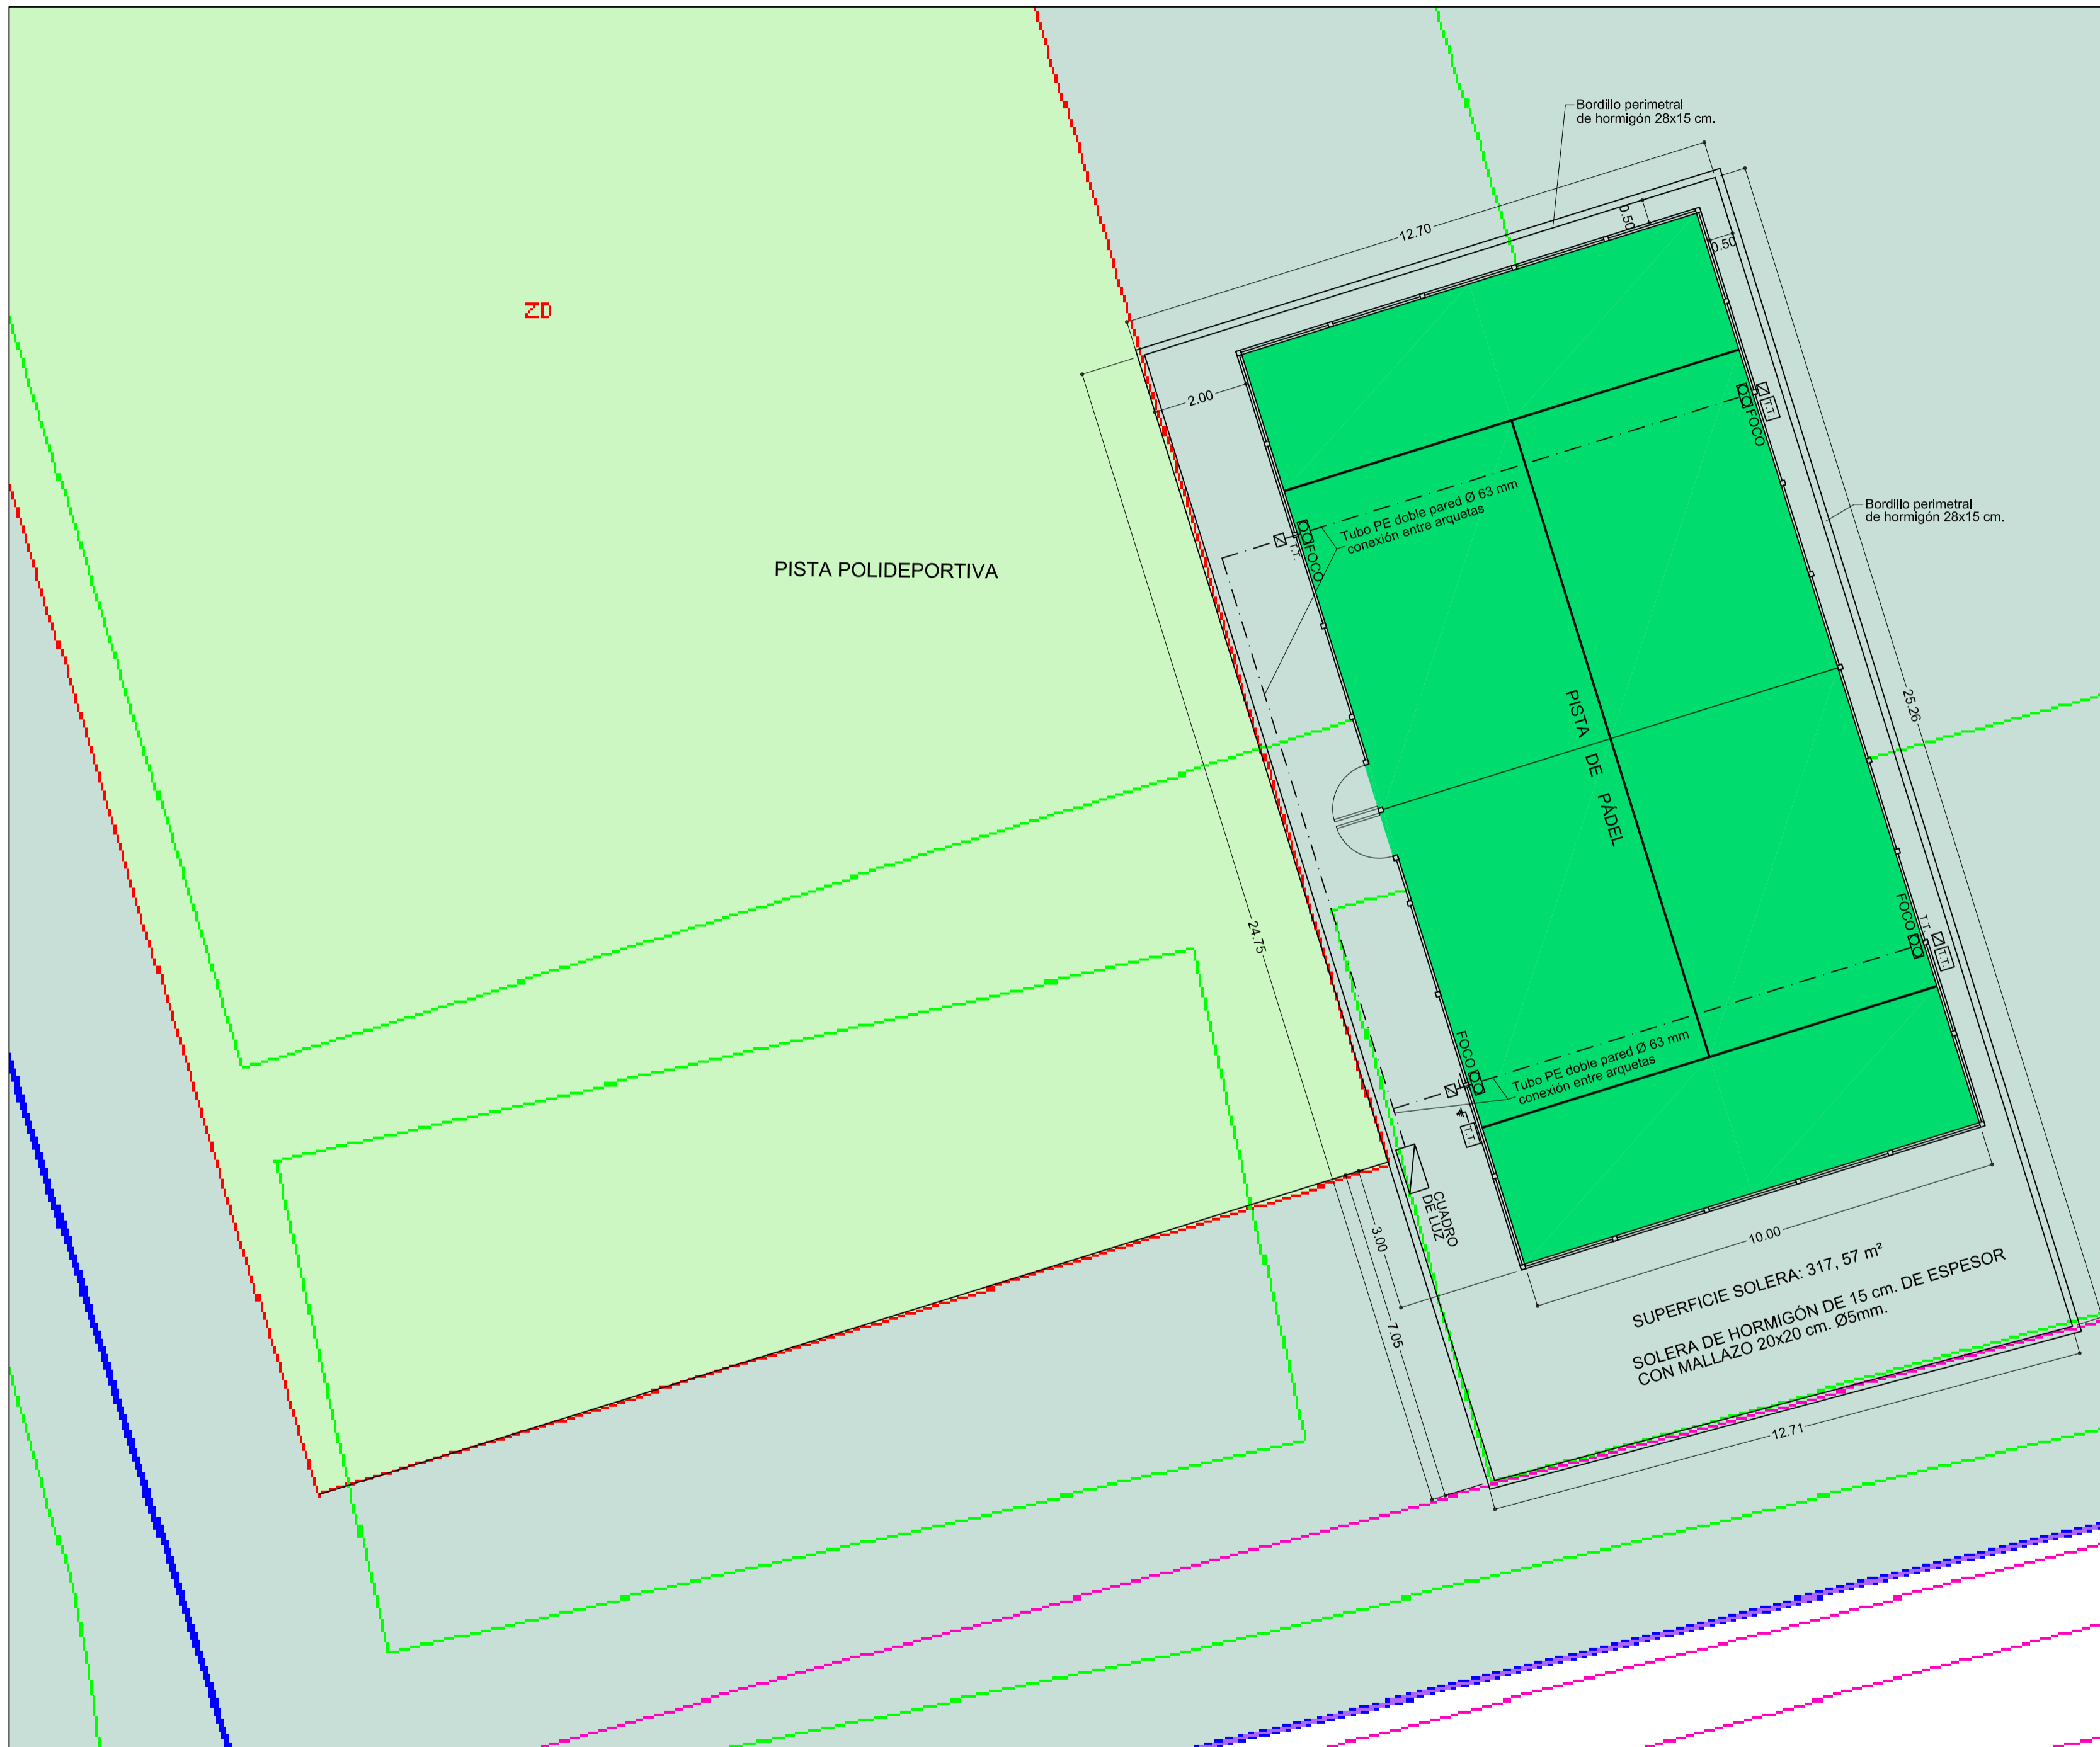 Bordillo perimetral
de hormigón 28x15 cm.
12.70
0.50
0.50
ZD
2.00
FOCO
T.T.
Tubo PE doble pared Ø 63 mm
conexión entre arquetas
FOCO
T.T.
Bordillo perimetral
de hormigón 28x15 cm.
PISTA POLIDEPORTIVA
25.26
PISTA DE PÁDEL
24.75
FOCO
T.T.
T.T.
FOCO
Tubo PE doble pared Ø 63 mm
conexión entre arquetas
T.T.
CUADRO
DE LUZ
3.00
10.00
7.05
SUPERFICIE SOLERA: 317, 57 m²
SOLERA DE HORMIGÓN DE 15 cm. DE ESPESOR
CON MALLAZO 20x20 cm. Ø5mm.
12.71